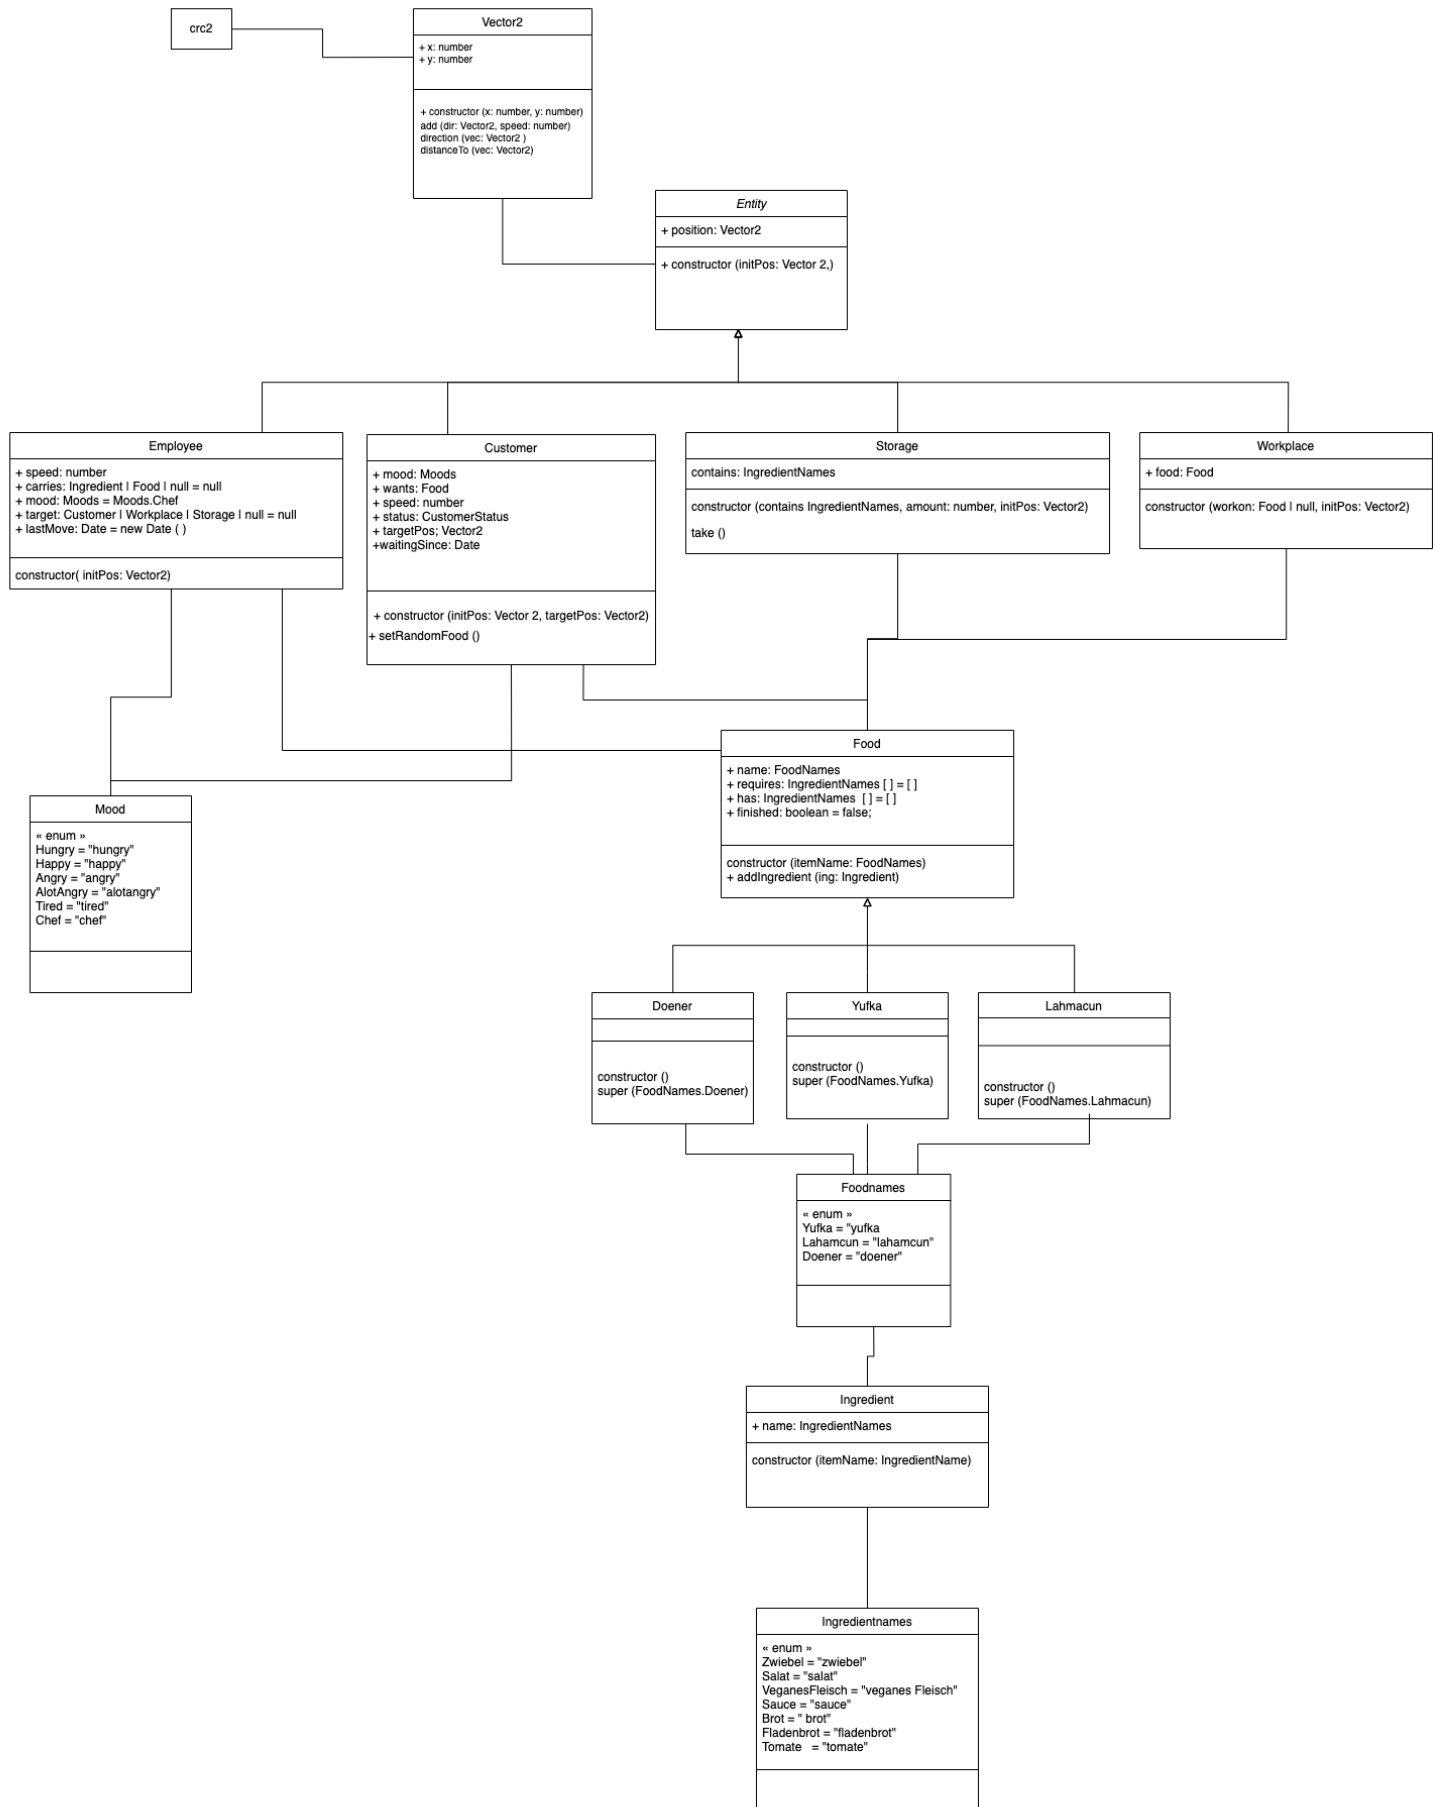 crc2
Vector2
+ x: number
+ y: number
+ constructor (x: number, y: number)
add (dir: Vector2, speed: number)
direction (vec: Vector2 )
distanceTo (vec: Vector2)
Entity
+ position: Vector2
+ constructor (initPos: Vector 2,)
Employee
+ speed: number
+ carries: Ingredient I Food I null = null
+ mood: Moods = Moods.Chef
+ target: Customer I Workplace I Storage I null = null
+ lastMove: Date = new Date ( )
constructor( initPos: Vector2)
Customer
+ mood: Moods
+ wants: Food
+ speed: number
+ status: CustomerStatus
+ targetPos; Vector2
+waitingSince: Date
+ constructor (initPos: Vector 2, targetPos: Vector2)
+ setRandomFood ()
Storage
contains: IngredientNames
constructor (contains IngredientNames, amount: number, initPos: Vector2)
take ()
Workplace
+ food: Food
constructor (workon: Food I null, initPos: Vector2)
Food
+ name: FoodNames
+ requires: IngredientNames [ ] = [ ]
+ has: IngredientNames  [ ] = [ ]
+ finished: boolean = false;
constructor (itemName: FoodNames)
+ addIngredient (ing: Ingredient)
Mood
« enum »
Hungry = "hungry"
Happy = "happy"
Angry = "angry"
AlotAngry = "alotangry"
Tired = "tired"
Chef = "chef"
Doener
constructor ()
super (FoodNames.Doener)
Yufka
constructor ()
super (FoodNames.Yufka)
Lahmacun
constructor ()
super (FoodNames.Lahmacun)
Foodnames
« enum »
Yufka = "yufka
Lahamcun = "lahamcun"
Doener = "doener"
Ingredient
+ name: IngredientNames
constructor (itemName: IngredientName)
Ingredientnames
« enum »
Zwiebel = "zwiebel"
Salat = "salat"
VeganesFleisch = "veganes Fleisch"
Sauce = "sauce"
Brot = " brot"
Fladenbrot = "fladenbrot"
Tomate   = "tomate"